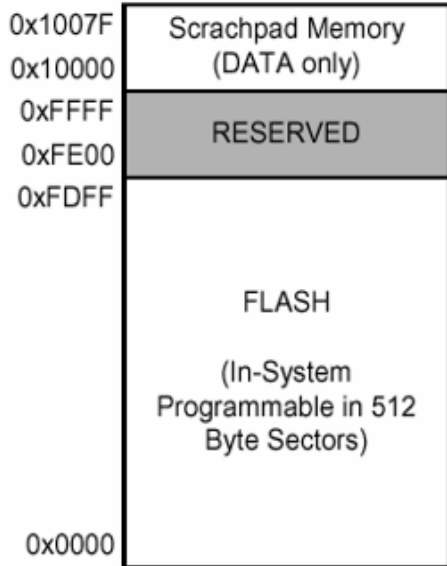 0x1007F
Scrachpad Memory
0x10000
(DATA only)
0xFFFF
RESERVED
0xFE00
0xFDFF
FLASH
(In-System
Programmable in 512
Byte Sectors)
0x0000